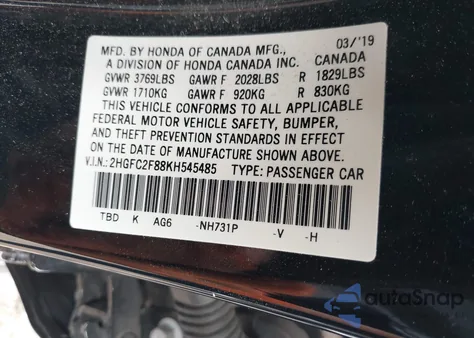 MFD. BY HONDA OF CANADA MFG., 03/'19
A DIVISION OF HONDA CANADA INC. CANADA
GVWR 3769LBS GAWR F 2028LBS R 1829LBS
GVWR 1710KG GAWR F 920KG R 830KG
THIS VEHICLE CONFORMS TO ALL APPLICABLE
FEDERAL MOTOR VEHICLE SAFETY, BUMPER,
AND THEFT PREVENTION STANDARDS IN EFFECT
ON THE DATE OF MANUFACTURE SHOWN ABOVE.
V.I.N.: 2HGFC2F88KH545485 TYPE: PASSENGER CAR
TBD K AG6 -NH731P -V -H
autoSnap